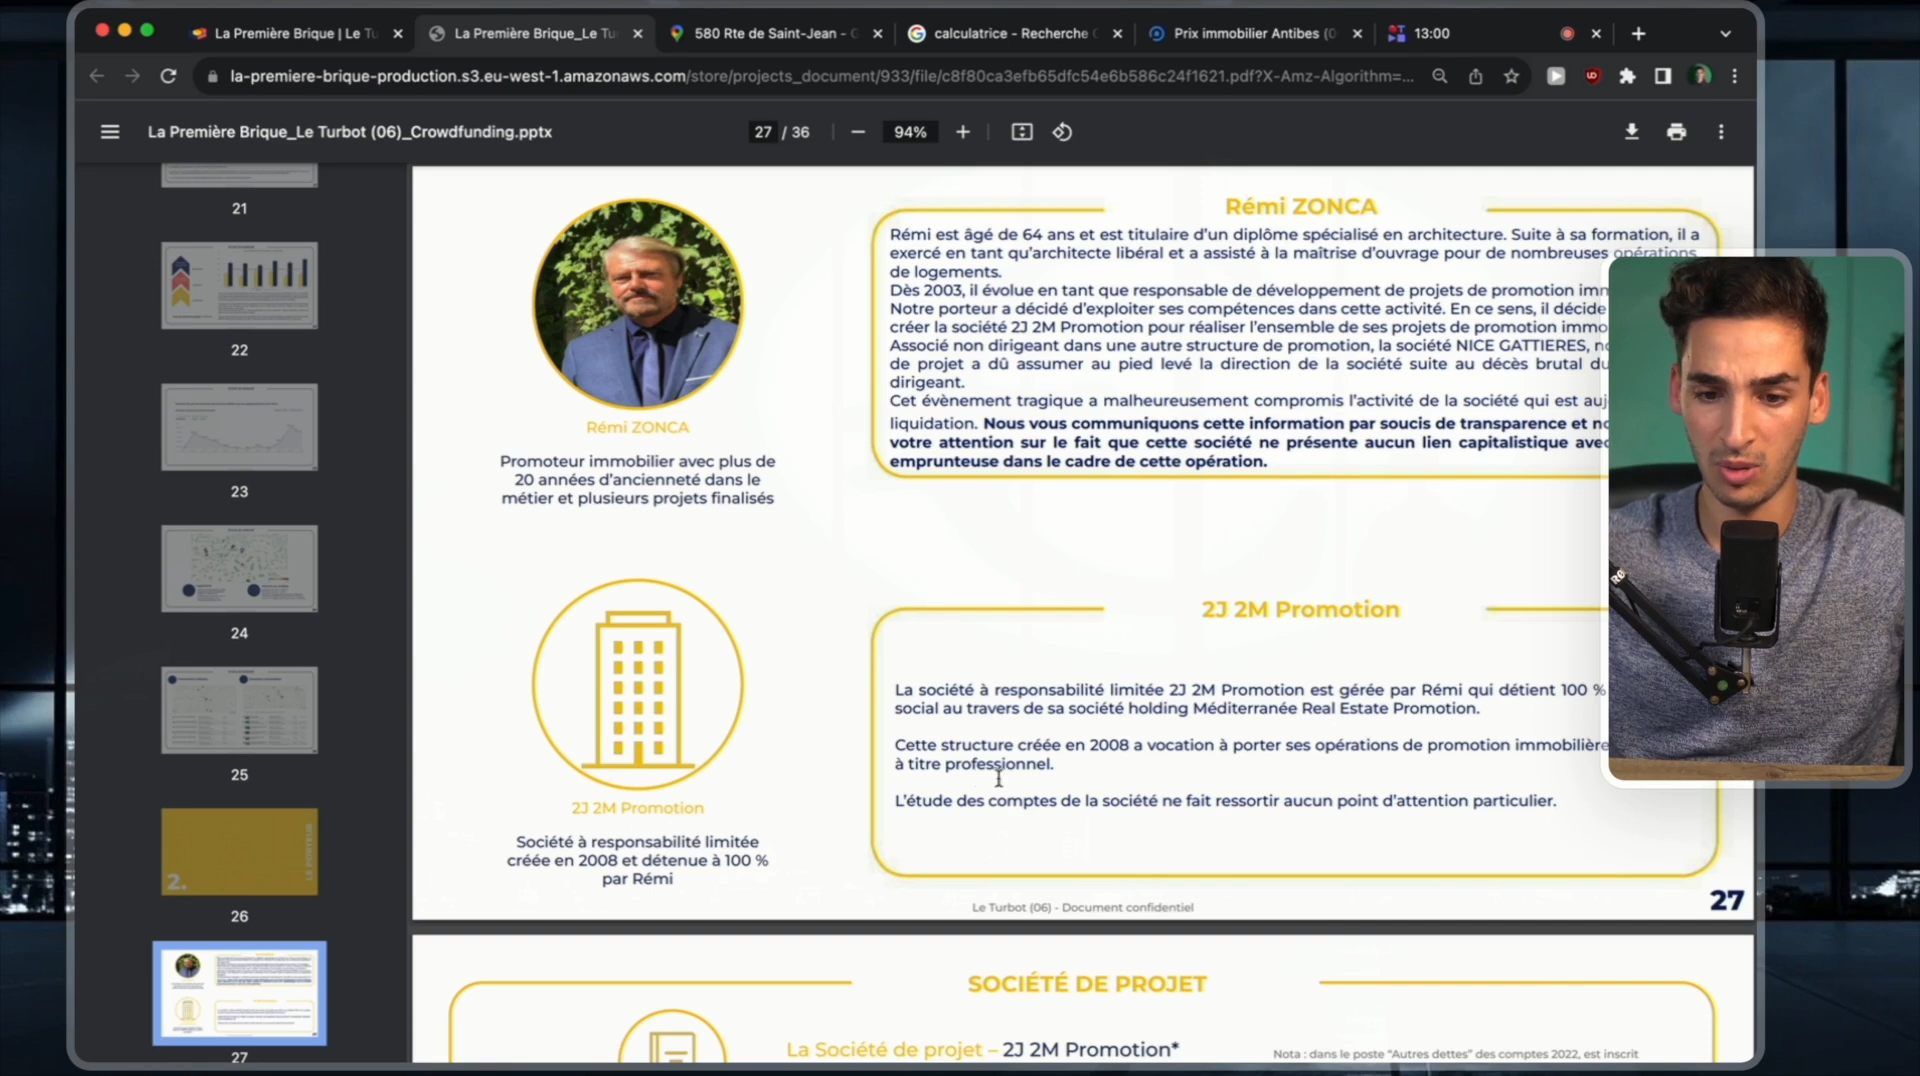 La Première Brique | Le Tu
La Première Brique_Le Tu
580 Rte de Saint-Jean - G
calculatrice - Recherche G
Prix immobilier Antibes (0
13:00
la-premiere-brique-production.s3.eu-west-1.amazonaws.com/store/projects_document/933/file/c8f80ca3efb65dfc54e6b586c24f1621.pdf?X-Amz-Algorithm=...
La Première Brique_Le Turbot (06)_Crowdfunding.pptx
27 / 36
94%
21
22
23
24
25
2.
26
27
Rémi ZONCA
Promoteur immobilier avec plus de
20 années d'ancienneté dans le
métier et plusieurs projets finalisés
Rémi ZONCA
Rémi est âgé de 64 ans et est titulaire d'un diplôme spécialisé en architecture. Suite à sa formation, il a
exercé en tant qu'architecte libéral et a assisté à la maîtrise d'ouvrage pour de nombreuses opérations
de logements.
Dès 2003, il évolue en tant que responsable de développement de projets de promotion imm
Notre porteur a décidé d'exploiter ses compétences dans cette activité. En ce sens, il décide
créer la société 2J 2M Promotion pour réaliser l'ensemble de ses projets de promotion immo
Associé non dirigeant dans une autre structure de promotion, la société NICE GATTIERES, no
de projet a dû assumer au pied levé la direction de la société suite au décès brutal du
dirigeant.
Cet évènement tragique a malheureusement compromis l'activité de la société qui est auj
liquidation. Nous vous communiquons cette information par soucis de transparence et no
votre attention sur le fait que cette société ne présente aucun lien capitalistique avec
emprunteuse dans le cadre de cette opération.
2J 2M Promotion
Société à responsabilité limitée
créée en 2008 et détenue à 100 %
par Rémi
2J 2M Promotion
La société à responsabilité limitée 2J 2M Promotion est gérée par Rémi qui détient 100 %
social au travers de sa société holding Méditerranée Real Estate Promotion.
Cette structure créée en 2008 a vocation à porter ses opérations de promotion immobilière
à titre professionnel.
L'étude des comptes de la société ne fait ressortir aucun point d'attention particulier.
Le Turbot (06) - Document confidentiel
27
SOCIÉTÉ DE PROJET
La Société de projet – 2J 2M Promotion*
Nota : dans le poste "Autres dettes" des comptes 2022, est inscrit